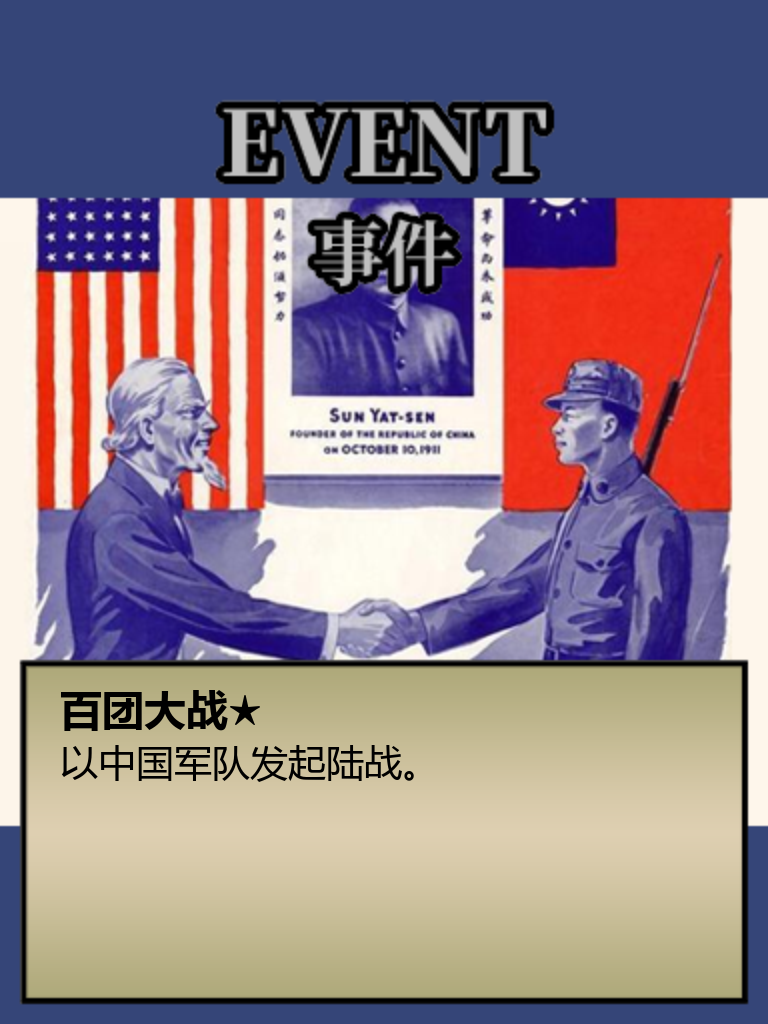 EVENT
事件
革命尚未成功
同志仍須努力
SUN YAT-SEN
FOUNDER OF THE REPUBLIC OF CHINA
ON OCTOBER 10, 1911
百团大战★
以中国军队发起陆战。